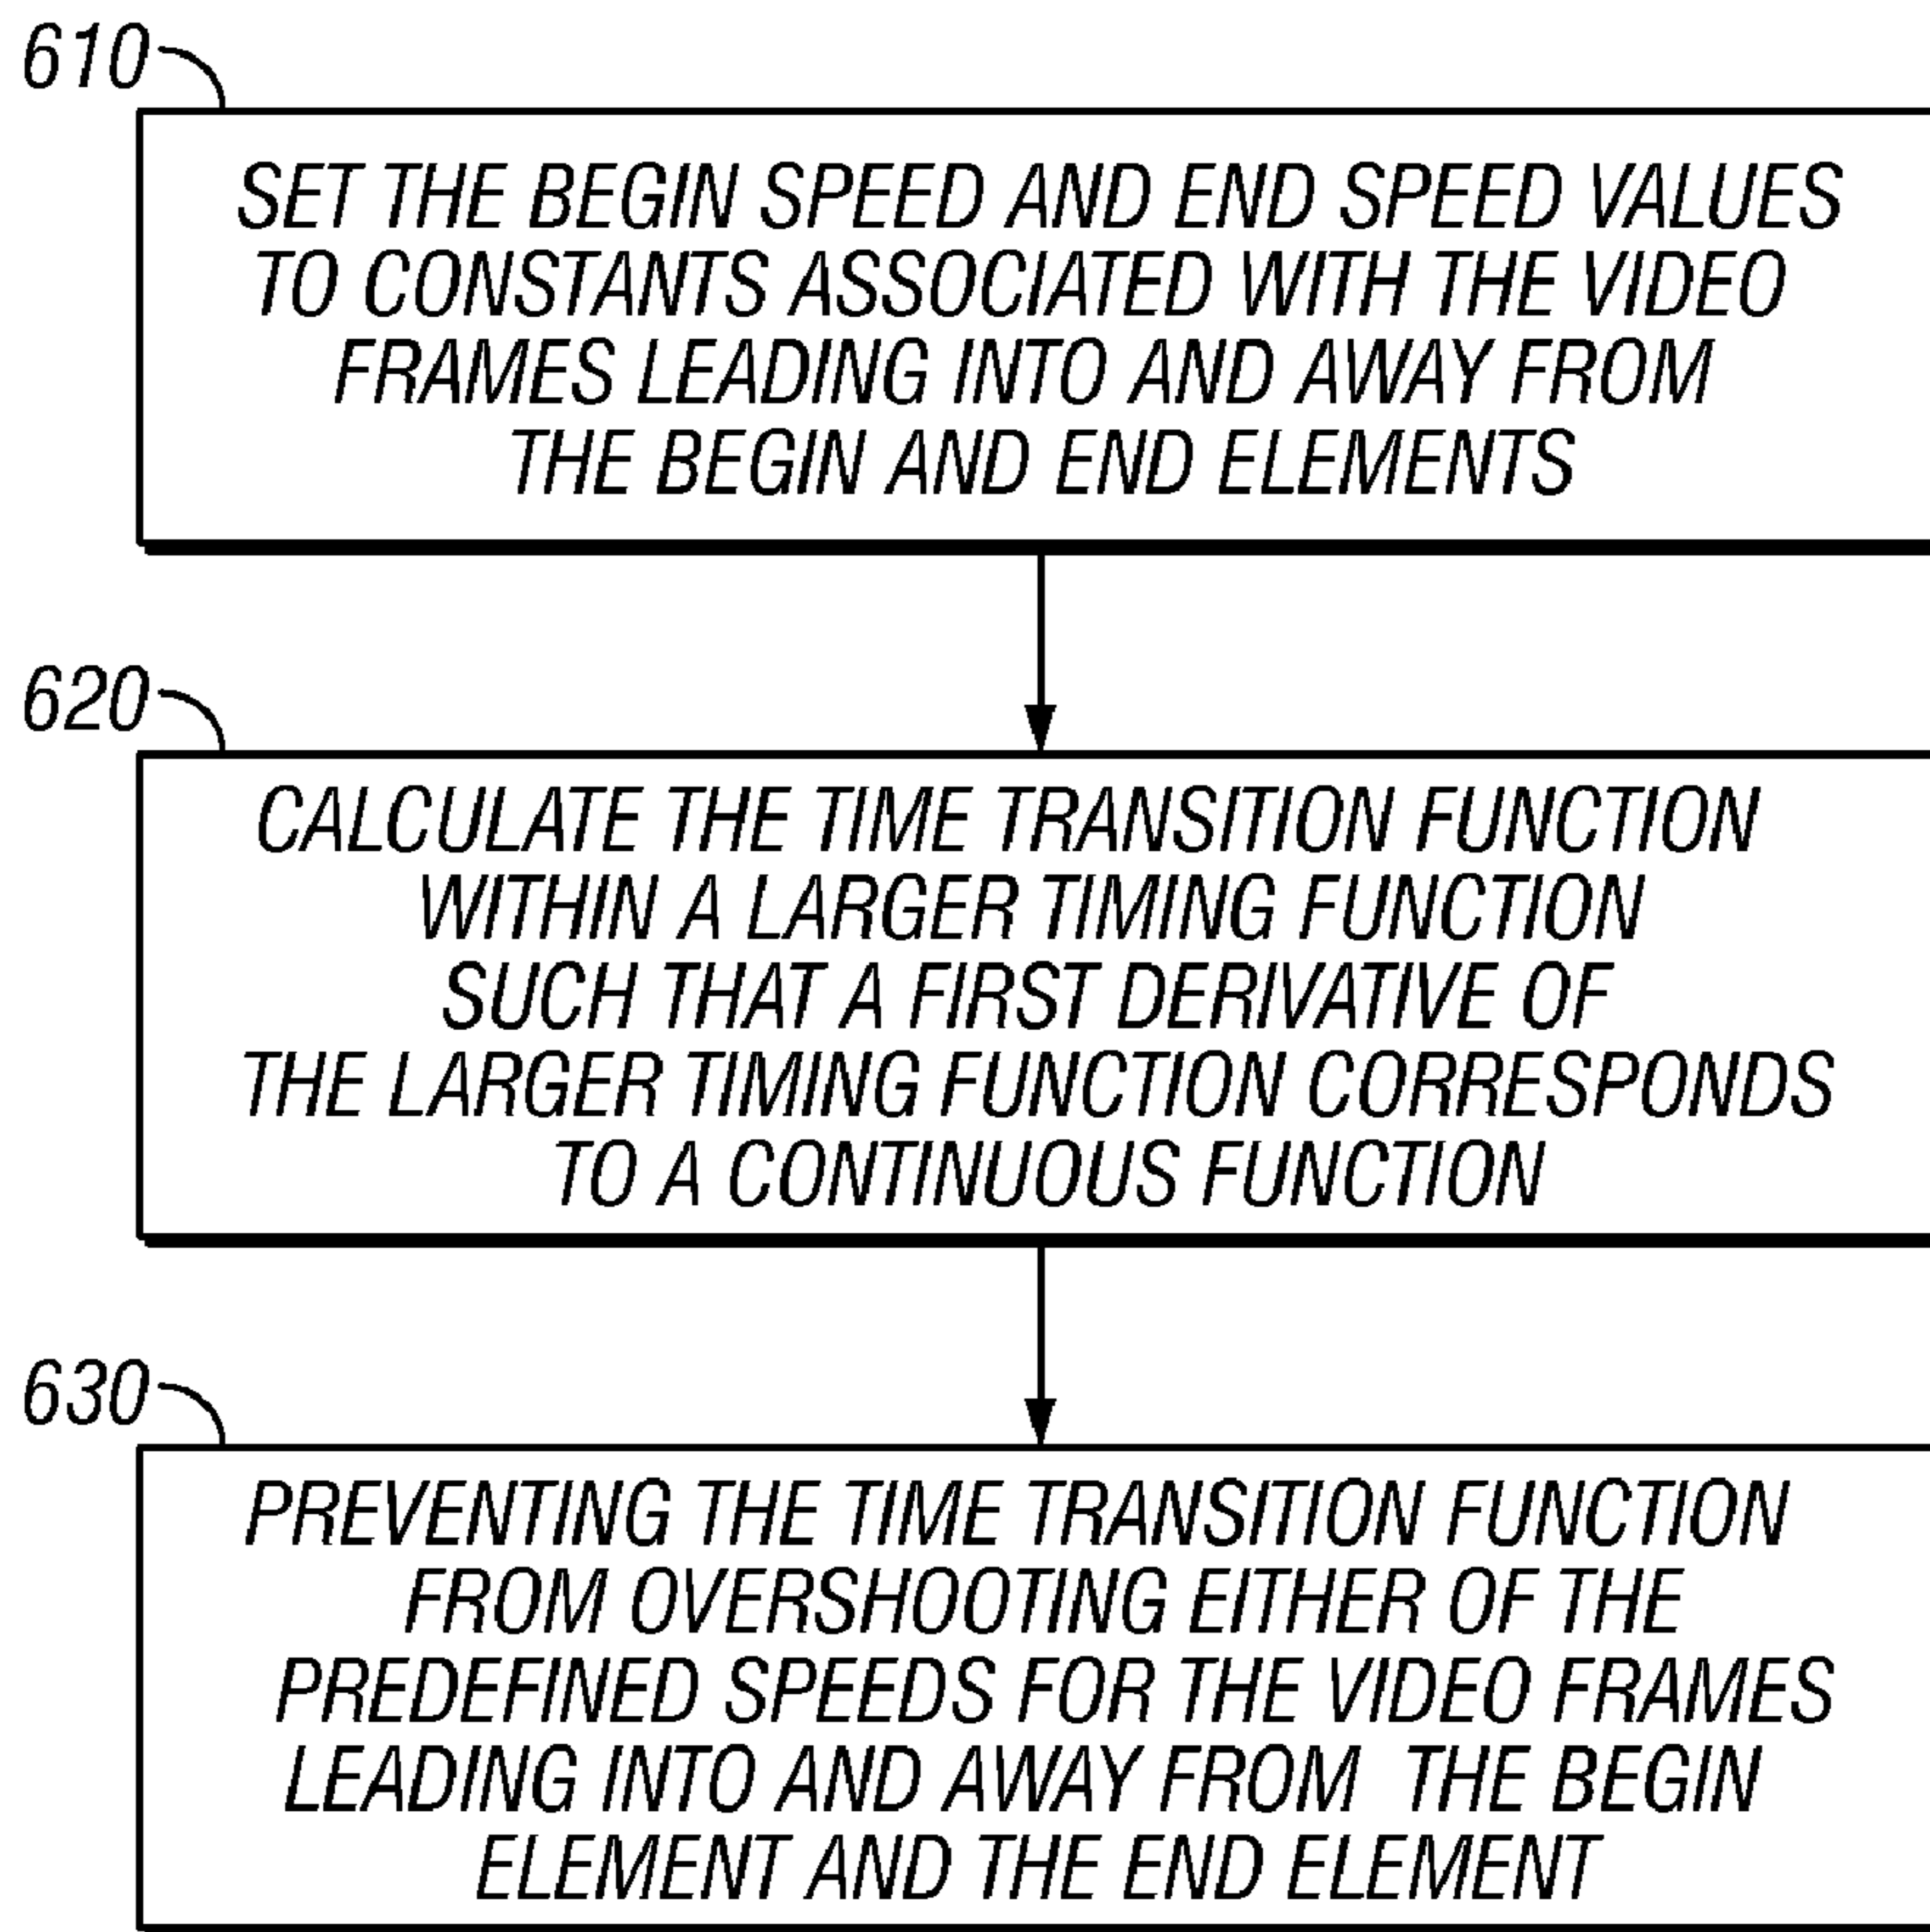 610
SET THE BEGIN SPEED AND END SPEED VALUES
TO CONSTANTS ASSOCIATED WITH THE VIDEO
FRAMES LEADING INTO AND AWAY FROM
THE BEGIN AND END ELEMENTS
620
CALCULATE THE TIME TRANSITION FUNCTION
WITHIN A LARGER TIMING FUNCTION
SUCH THAT A FIRST DERIVATIVE OF
THE LARGER TIMING FUNCTION CORRESPONDS
TO A CONTINUOUS FUNCTION
630
PREVENTING THE TIME TRANSITION FUNCTION
FROM OVERSHOOTING EITHER OF THE
PREDEFINED SPEEDS FOR THE VIDEO FRAMES
LEADING INTO AND AWAY FROM THE BEGIN
ELEMENT AND THE END ELEMENT